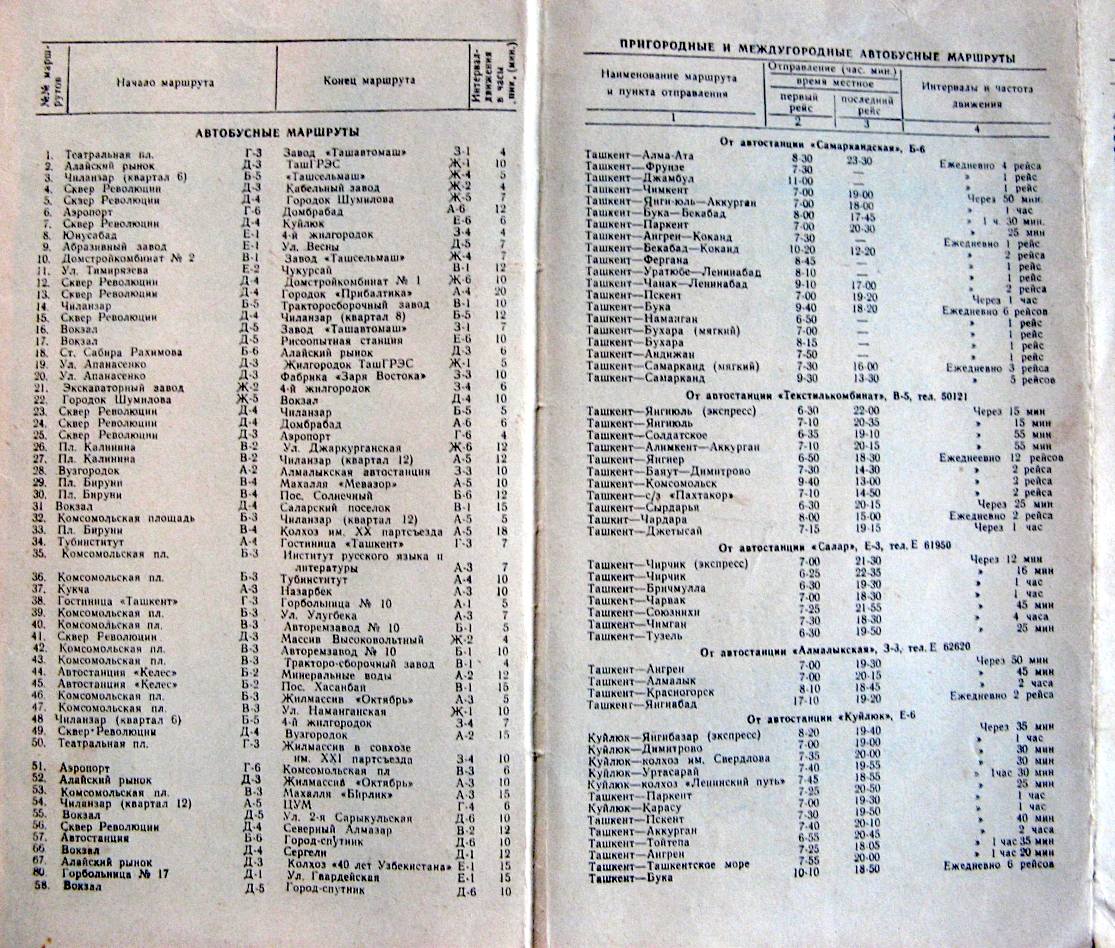 №№ марш-
рутов
Начало маршрута
Конец маршрута
Интервал
движения
в часы
пик, (мин.)
АВТОБУСНЫЕ МАРШРУТЫ
1. Театральная пл. Г-3 Завод «Ташавтомаш» З-1 4
2. Алайский рынок Д-3 ТашГРЭС Ж-1 10
3. Чиланзар (квартал 6) Б-5 «Ташсельмаш» Ж-4 5
4. Сквер Революции Д-3 Кабельный завод Ж-2 4
5. Сквер Революции Д-4 Городок Шумилова Ж-5 7
6. Аэропорт Г-6 Домбрабад А-6 12
7. Сквер Революции Д-4 Куйлюк Е-6 6
8. Юнусабад Е-1 4-й жилгородок З-4 4
9. Абразивный завод Е-1 Ул. Весны Д-5 7
10. Домстройкомбинат № 2 В-1 Завод «Ташсельмаш» Ж-4 7
11. Ул. Тимирязева Е-2 Чукурсай В-1 12
12. Сквер Революции Д-4 Домстройкомбинат № 1 Ж-6 10
13. Сквер Революции Д-4 Городок «Прибалтика» А-4 20
14. Чиланзар Б-5 Тракторосборочный завод В-1 10
15. Сквер Революции Д-4 Чиланзар (квартал 8) Б-5 12
16. Вокзал Д-5 Завод «Ташавтомаш» З-1 7
17. Вокзал Д-5 Рисоопытная станция Е-6 10
18. Ст. Сабира Рахимова Б-6 Алайский рынок Д-3 6
19. Ул. Апанасенко Д-3 Жилгородок ТашГРЭС Ж-1 5
20. Ул. Апанасенко Д-3 Фабрика «Заря Востока» З-3 10
21. Экскаваторный завод Ж-2 4-й жилгородок З-4 6
22. Городок Шумилова Ж-5 Вокзал Д-4 10
23. Сквер Революции Д-4 Чиланзар Б-5 5
24. Сквер Революции Д-4 Домбрабад А-6 6
25. Сквер Революции Д-3 Аэропорт Г-6 4
26. Пл. Калинина В-2 Ул. Джаркурганская Ж-6 12
27. Пл. Калинина В-2 Чиланзар (квартал 12) А-5 12
28. Вузгородок А-2 Алмалыкская автостанция З-3 10
29. Пл. Бируни В-4 Махалля «Мевазор» А-5 10
30. Пл. Бируни В-4 Пос. Солнечный Б-6 12
31 Вокзал Д-4 Саларский поселок В-1 15
32. Комсомольская площадь Б-3 Чиланзар (квартал 12) А-5 5
33. Пл. Бируни В-4 Колхоз им. XX партсъезда А-5 18
34. Тубинститут А-4 Гостиница «Ташкент» Г-3 7
35. Комсомольская пл. Б-3 Институт русского языка и
литературы А-3 7
36. Комсомольская пл. Б-3 Тубинститут А-4 10
37. Кукча А-3 Назарбек А-3 10
38. Гостиница «Ташкент» Г-3 Горбольница № 10 А-1 5
39. Комсомольская пл. Б-3 Ул. Улугбека А-3 7
40. Комсомольская пл. В-3 Авторемзавод № 10 Б-1 5
41. Сквер Революции Д-3 Массив Высоковольтный Ж-2 4
42. Комсомольская пл. В-3 Авторемзавод № 10 Б-1 10
43. Комсомольская пл. В-3 Тракторо-сборочный завод В-1 4
44. Автостанция «Келес» Б-2 Минеральные воды А-2 12
45. Автостанция «Келес» Б-2 Пос. Хасанбай В-1 15
46. Комсомольская пл. Б-3 Жилмассив «Октябрь» А-3 5
47. Комсомольская пл. В-3 Ул. Наманганская Ж-1 10
48 Чиланзар (квартал 6) Б-5 4-й жилгородок З-4 7
49. Сквер Революции Д-4 Вузгородок А-2 15
50. Театральная пл. Г-3 Жилмассив в совхозе
им. XXI партсъезда З-4 10
51. Аэропорт Г-6 Комсомольская пл В-3 6
52. Алайский рынок Д-3 Жилмассив «Октябрь» А-3 10
53. Комсомольская пл. В-3 Махалля «Бирлик» А-3 15
54. Чиланзар (квартал 12) А-5 ЦУМ Г-4 6
55. Вокзал Д-5 Ул. 2-я Сарыкульская Д-6 10
56. Сквер Революции Д-4 Северный Алмазар В-2 12
57. Автостанция Б-6 Город-спутник Д-6 10
66. Вокзал Д-4 Сергели Д-1 12
67. Алайский рынок Д-3 Колхоз «40 лет Узбекистана» Е-1 15
80. Горбольница № 17 Д-1 Ул. Гвардейская Е-1 15
58. Вокзал Д-5 Город-спутник Д-6 10
ПРИГОРОДНЫЕ И МЕЖДУГОРОДНЫЕ АВТОБУСНЫЕ МАРШРУТЫ
Наименование маршрута
и пункта отправления
Отправление (час. мин.)
время местное
первый
рейс
последний
рейс
Интервалы и частота
движения
1 2 3 4
От автостанции «Самаркандская», Б-6
Ташкент—Алма-Ата 8-30 23-30 Ежедневно 4 рейса
Ташкент—Фрунзе 7-30 — » 1 рейс
Ташкент—Джамбул 11-00 — » 1 рейс
Ташкент—Чимкент 7-00 19-00 Через 50 мин.
Ташкент—Янги-юль—Аккурган 7-00 18-00 » 1 час
Ташкент—Бука—Бекабад 8-00 17-45 » 1 ч. 30 мин.
Ташкент—Паркент 7-00 20-30 » 25 мин
Ташкент—Ангрен—Коканд 7-30 — Ежедневно 1 рейс
Ташкент—Бекабад—Коканд 10-20 12-20 » 2 рейса
Ташкент—Фергана 8-45 — » 1 рейс
Ташкент—Уратюбе—Ленинабад 8-10 — » 1 рейс
Ташкент—Чанак—Ленинабад 9-10 17-00 » 2 рейса
Ташкент—Пскент 7-00 19-20 Через 1 час
Ташкент—Бука 9-40 18-20 Ежедневно 6 рейсов
Ташкент—Наманган 6-50 — » 1 рейс
Ташкент—Бухара (мягкий) 7-00 — » 1 рейс
Ташкент—Бухара 8-15 — » 1 рейс
Ташкент—Андижан 7-50 — » 1 рейс
Ташкент—Самарканд (мягкий) 7-30 16-00 Ежедневно 3 рейса
Ташкент—Самарканд 9-30 13-30 » 5 рейсов
От автостанции «Текстилькомбинат», В-5, тел. 50121
Ташкент—Янгиюль (экспресс) 6-30 22-00 Через 15 мин
Ташкент—Янгиюль 7-10 20-35 » 15 мин
Ташкент—Солдатское 6-35 19-10 » 55 мин
Ташкент—Алимкент—Аккурган 7-10 20-15 » 55 мин
Ташкент—Янгиер 6-50 18-30 Ежедневно 12 рейсов
Ташкент—Баяут—Димитрово 7-30 14-30 » 2 рейса
Ташкент—Комсомольск 9-40 13-00 » 2 рейса
Ташкент—с/з «Пахтакор» 7-10 14-50 » 2 рейса
Ташкент—Сырдарья 6-30 20-15 Через 25 мин
Ташкент—Чардара 8-00 15-00 Ежедневно 2 рейса
Ташкент—Джетысай 7-15 19-15 Через 1 час
От автостанции «Салар», Е-3, тел. Е 61950
Ташкент—Чирчик (экспресс) 7-00 21-30 Через 12 мин
Ташкент—Чирчик 6-25 22-35 » 16 мин
Ташкент—Бричмулла 6-30 19-30 » 1 час
Ташкент—Чарвак 7-00 18-30 » 1 час
Ташкент—Союзнихи 7-25 21-55 » 45 мин
Ташкент—Чимган 7-30 18-30 » 4 часа
Ташкент—Тузель 6-30 19-50 » 25 мин
От автостанции «Алмалыкская», З-3, тел. Е 62620
Ташкент—Ангрен 7-00 19-30 Через 50 мин
Ташкент—Алмалык 7-00 20-15 » 45 мин
Ташкент—Красногорск 8-10 18-45 » 2 часа
Ташкент—Янгиабад 17-10 19-20 Ежедневно 2 рейса
От автостанции «Куйлюк», Е-6
Куйлюк—Янгибазар (экспресс) 8-20 19-40 Через 35 мин
Куйлюк—Димитрово 7-00 19-00 » 1 час
Куйлюк—колхоз им. Свердлова 7-35 20-00 » 30 мин
Куйлюк—Уртасарай 7-40 19-55 » 30 мин
Куйлюк—колхоз «Ленинский путь» 7-45 18-55 » 1час 30 мин
Ташкент—Паркент 7-25 20-50 » 25 мин
Куйлюк—Карасу 7-00 19-30 » 1 час
Ташкент—Пскент 7-30 19-50 » 1 час
Ташкент—Аккурган 7-40 20-10 » 40 мин
Ташкент—Тойтепа 6-55 20-45 » 2 часа
Ташкент—Ангрен 7-25 18-05 » 1 час 35 мин
Ташкент—Ташкентское море 7-55 20-00 » 1 час 20 мин
Ташкент—Бука 10-10 18-50 Ежедневно 6 рейсов